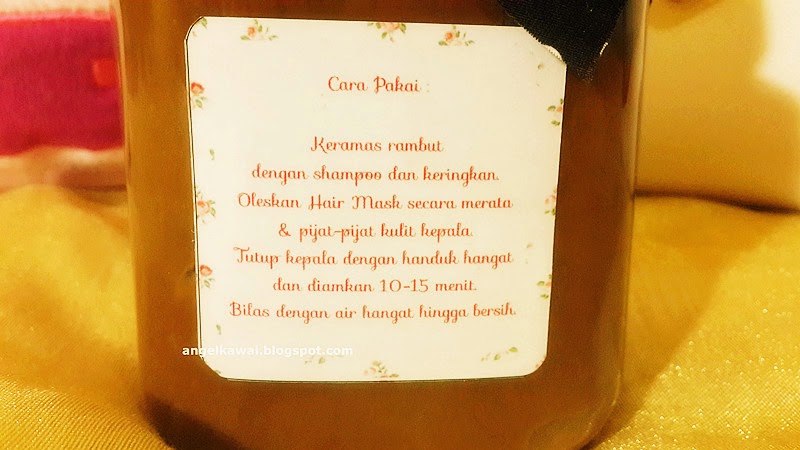 Cara Pakai :
Keramas rambut
dengan shampoo dan keringkan.
Oleskan Hair Mask secara merata
& pijat-pijat kulit kepala.
Tutup kepala dengan handuk hangat
dan diamkan 10-15 menit.
Bilas dengan air hangat hingga bersih.
angelkawai.blogspot.com